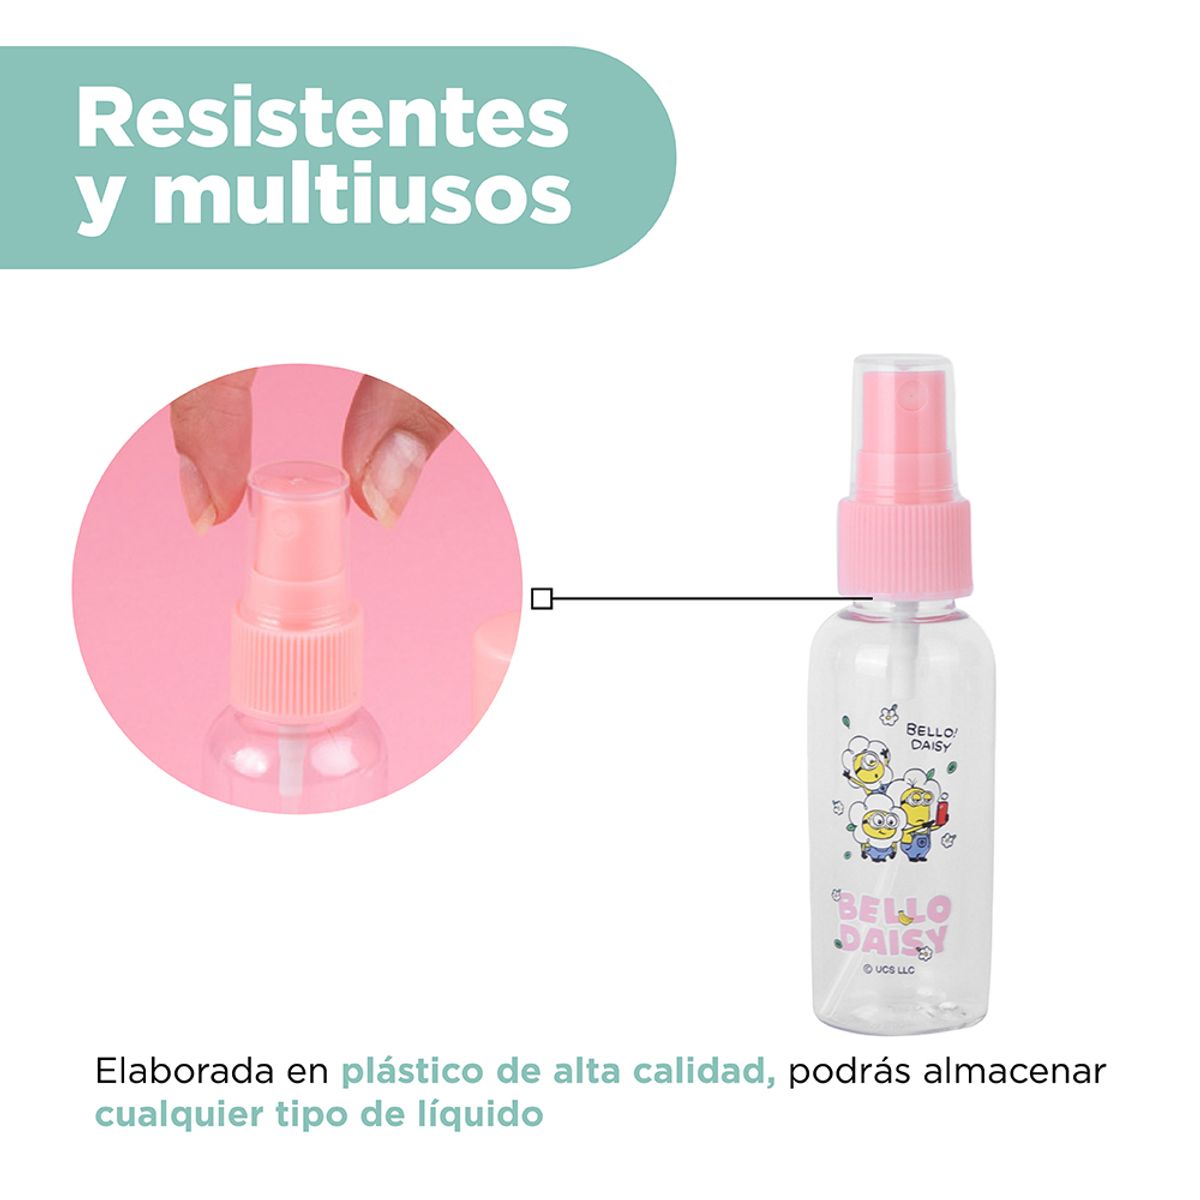 Resistentes
y multiusos
BELLO!
DAISY
BELLO
DAISY
© UCS LLC
Elaborada en plástico de alta calidad, podrás almacenar
cualquier tipo de líquido